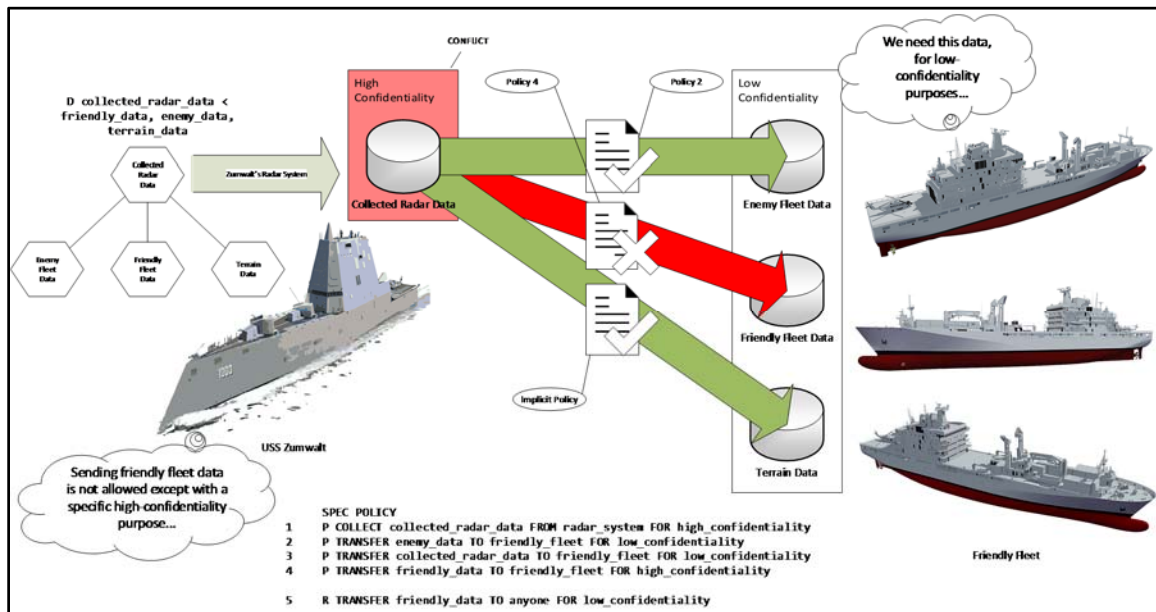 CONFLICT
We need this data,
for low-
confidentiality
purposes...
Policy 4
Policy 2
High
Confidentiality
Low
Confidentiality
D collected_radar_data <
friendly_data, enemy_data,
terrain_data
Collected
Radar
Data
Zumwalt's Radar System
Collected Radar Data
Enemy Fleet Data
Enemy
Fleet
Data
Friendly
Fleet
Data
Terrain
Data
Friendly Fleet Data
1000
Implicit Policy
USS Zumwalt
Terrain Data
Sending friendly fleet data
is not allowed except with a
specific high-confidentiality
purpose...
Friendly Fleet
SPEC POLICY
1 P COLLECT collected_radar_data FROM radar_system FOR high_confidentiality
2 P TRANSFER enemy_data TO friendly_fleet FOR low_confidentiality
3 P TRANSFER collected_radar_data TO friendly_fleet FOR low_confidentiality
4 P TRANSFER friendly_data TO friendly_fleet FOR high_confidentiality
5 R TRANSFER friendly_data TO anyone FOR low_confidentiality